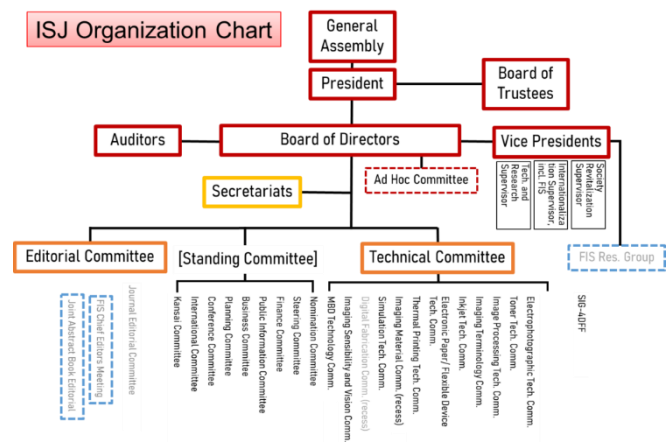 ISJ Organization Chart
General
Assembly
President
Board of
Trustees
Auditors
Board of Directors
Vice Presidents
Ad Hoc Committee
Secretariats
Tech. and
Research
Supervisor
Internationaliza
tion Supervisor,
incl. FIS
Society
Revitalization
Supervisor
Editorial Committee
[Standing Committee]
Technical Committee
FIS Res. Group
Joint Abstract Book Editorial
FIS Chief Editors Meeting
Journal Editorial Committee
Kansai Committee
International Committee
Conference Committee
Planning Committee
Business Committee
Public Information Committee
Finance Committee
Steering Committee
Nomination Committee
MBD Technology Comm.
Imaging Sensibility and Vision Comm.
Digital Fabrication Comm. (recess)
Simulation Tech. Comm.
Imaging Material Comm. (recess)
Thermal Printing Tech. Comm.
Electronic Paper/ Flexible Device
Tech. Comm.
Inkjet Tech. Comm.
Imaging Terminology Comm.
Image Processing Tech. Comm.
Toner Tech. Comm.
Electrophotographic Tech. Comm.
SIG-4DFF